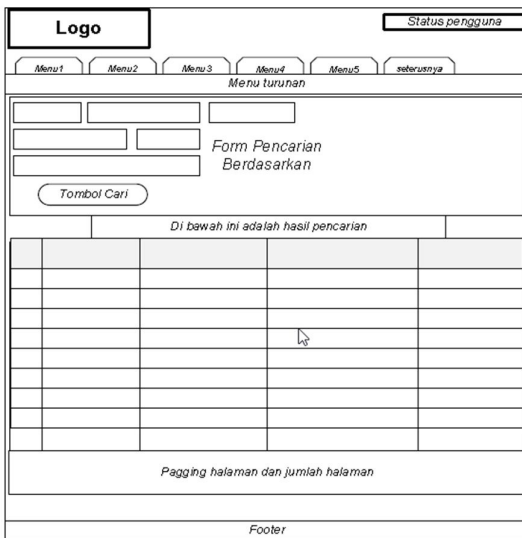 Logo
Status pengguna
Menu1
Menu2
Menu3
Menu4
Menu5
seterusnya
Menu turunan
Form Pencarian
Berdasarkan
Tombol Cari
Di bawah ini adalah hasil pencarian
Pagging halaman dan jumlah halaman
Footer